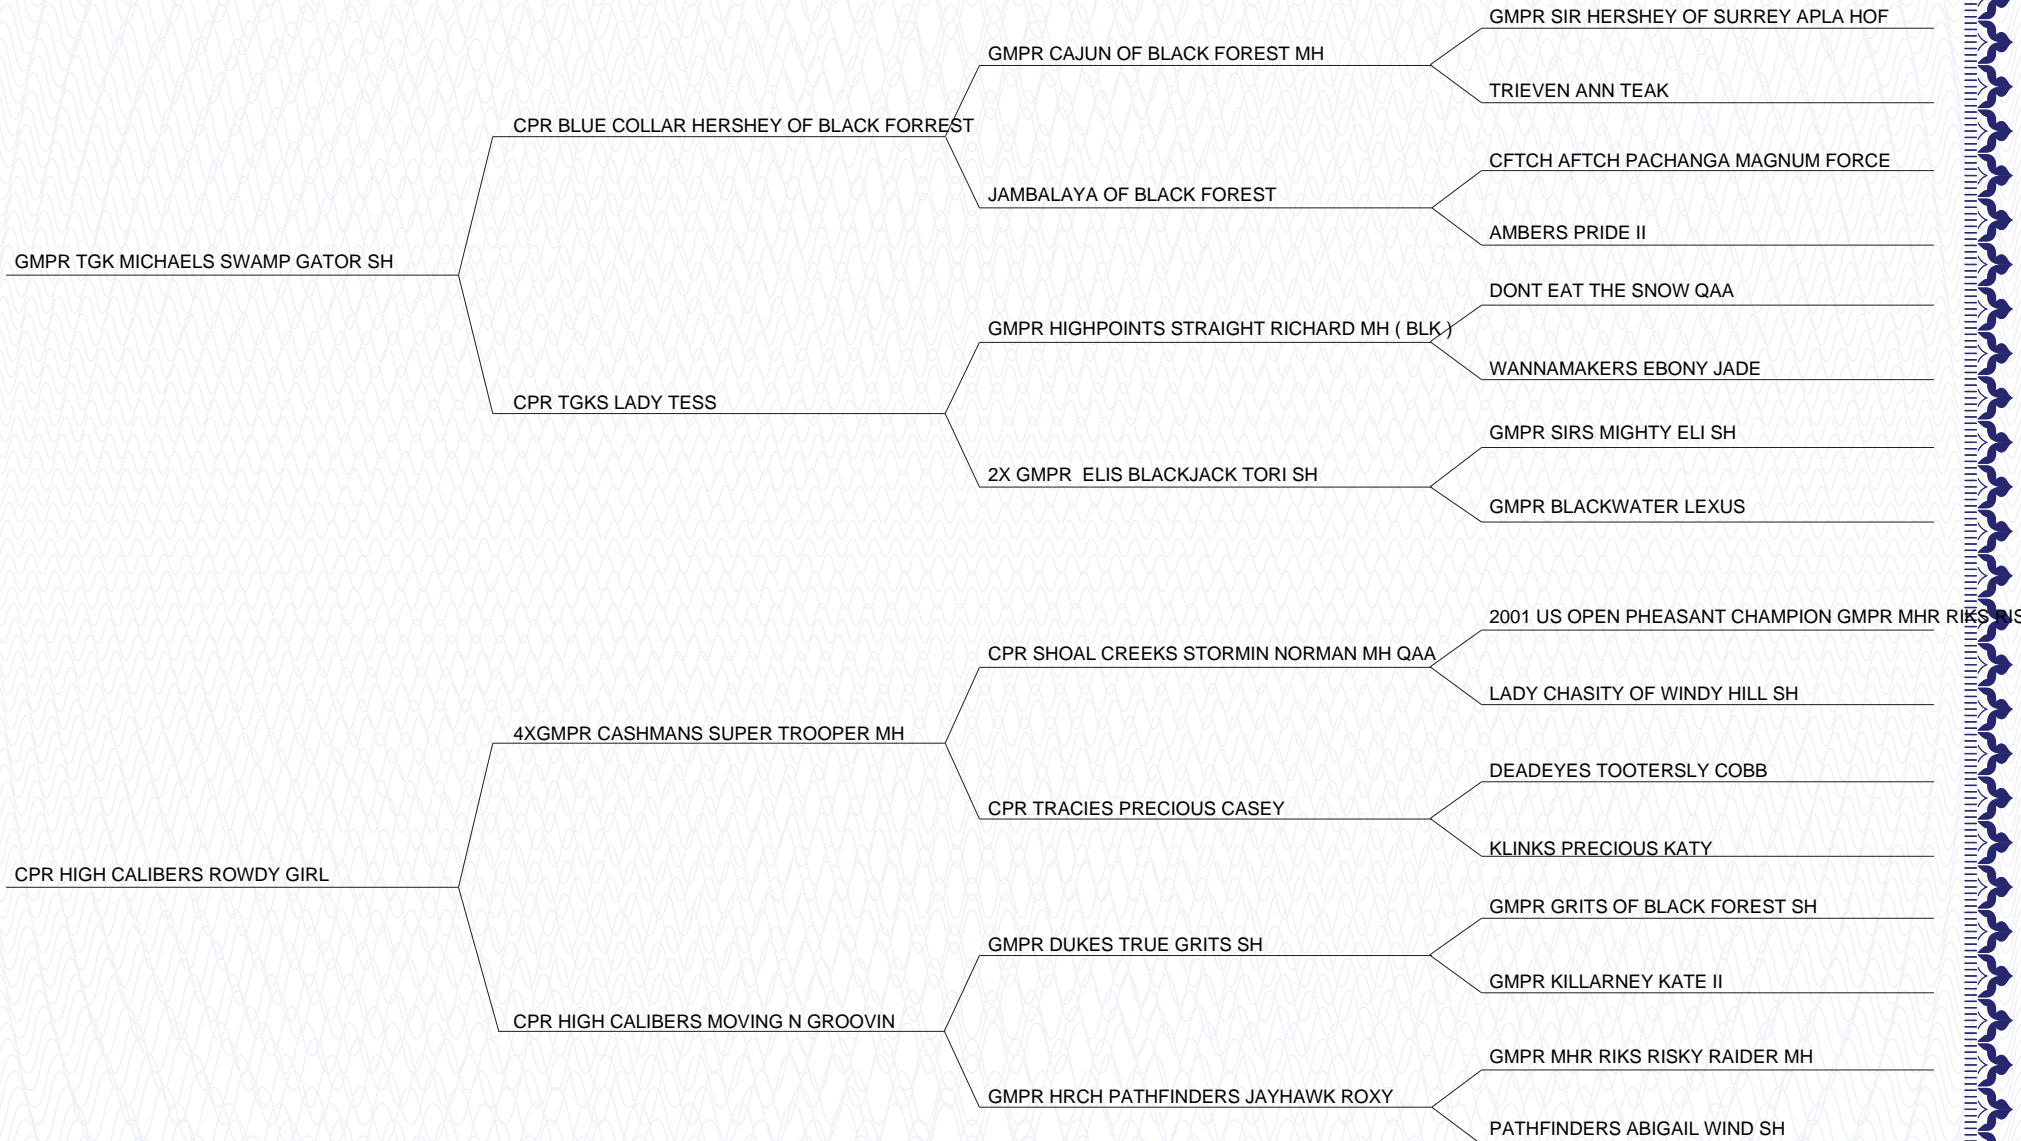 GMPR SIR HERSHEY OF SURREY APLA HOF
GMPR CAJUN OF BLACK FOREST MH
TRIEVEN ANN TEAK
CPR BLUE COLLAR HERSHEY OF BLACK FORREST
CFTCH AFTCH PACHANGA MAGNUM FORCE
JAMBALAYA OF BLACK FOREST
AMBERS PRIDE II
GMPR TGK MICHAELS SWAMP GATOR SH
DONT EAT THE SNOW QAA
GMPR HIGHPOINTS STRAIGHT RICHARD MH ( BLK )
WANNAMAKERS EBONY JADE
CPR TGKS LADY TESS
GMPR SIRS MIGHTY ELI SH
2X GMPR  ELIS BLACKJACK TORI SH
GMPR BLACKWATER LEXUS
2001 US OPEN PHEASANT CHAMPION GMPR MHR RIKS
CPR SHOAL CREEKS STORMIN NORMAN MH QAA
LADY CHASITY OF WINDY HILL SH
4XGMPR CASHMANS SUPER TROOPER MH
DEADEYES TOOTERSLY COBB
CPR TRACIES PRECIOUS CASEY
KLINKS PRECIOUS KATY
CPR HIGH CALIBERS ROWDY GIRL
GMPR GRITS OF BLACK FOREST SH
GMPR DUKES TRUE GRITS SH
GMPR KILLARNEY KATE II
CPR HIGH CALIBERS MOVING N GROOVIN
GMPR MHR RIKS RISKY RAIDER MH
GMPR HRCH PATHFINDERS JAYHAWK ROXY
PATHFINDERS ABIGAIL WIND SH